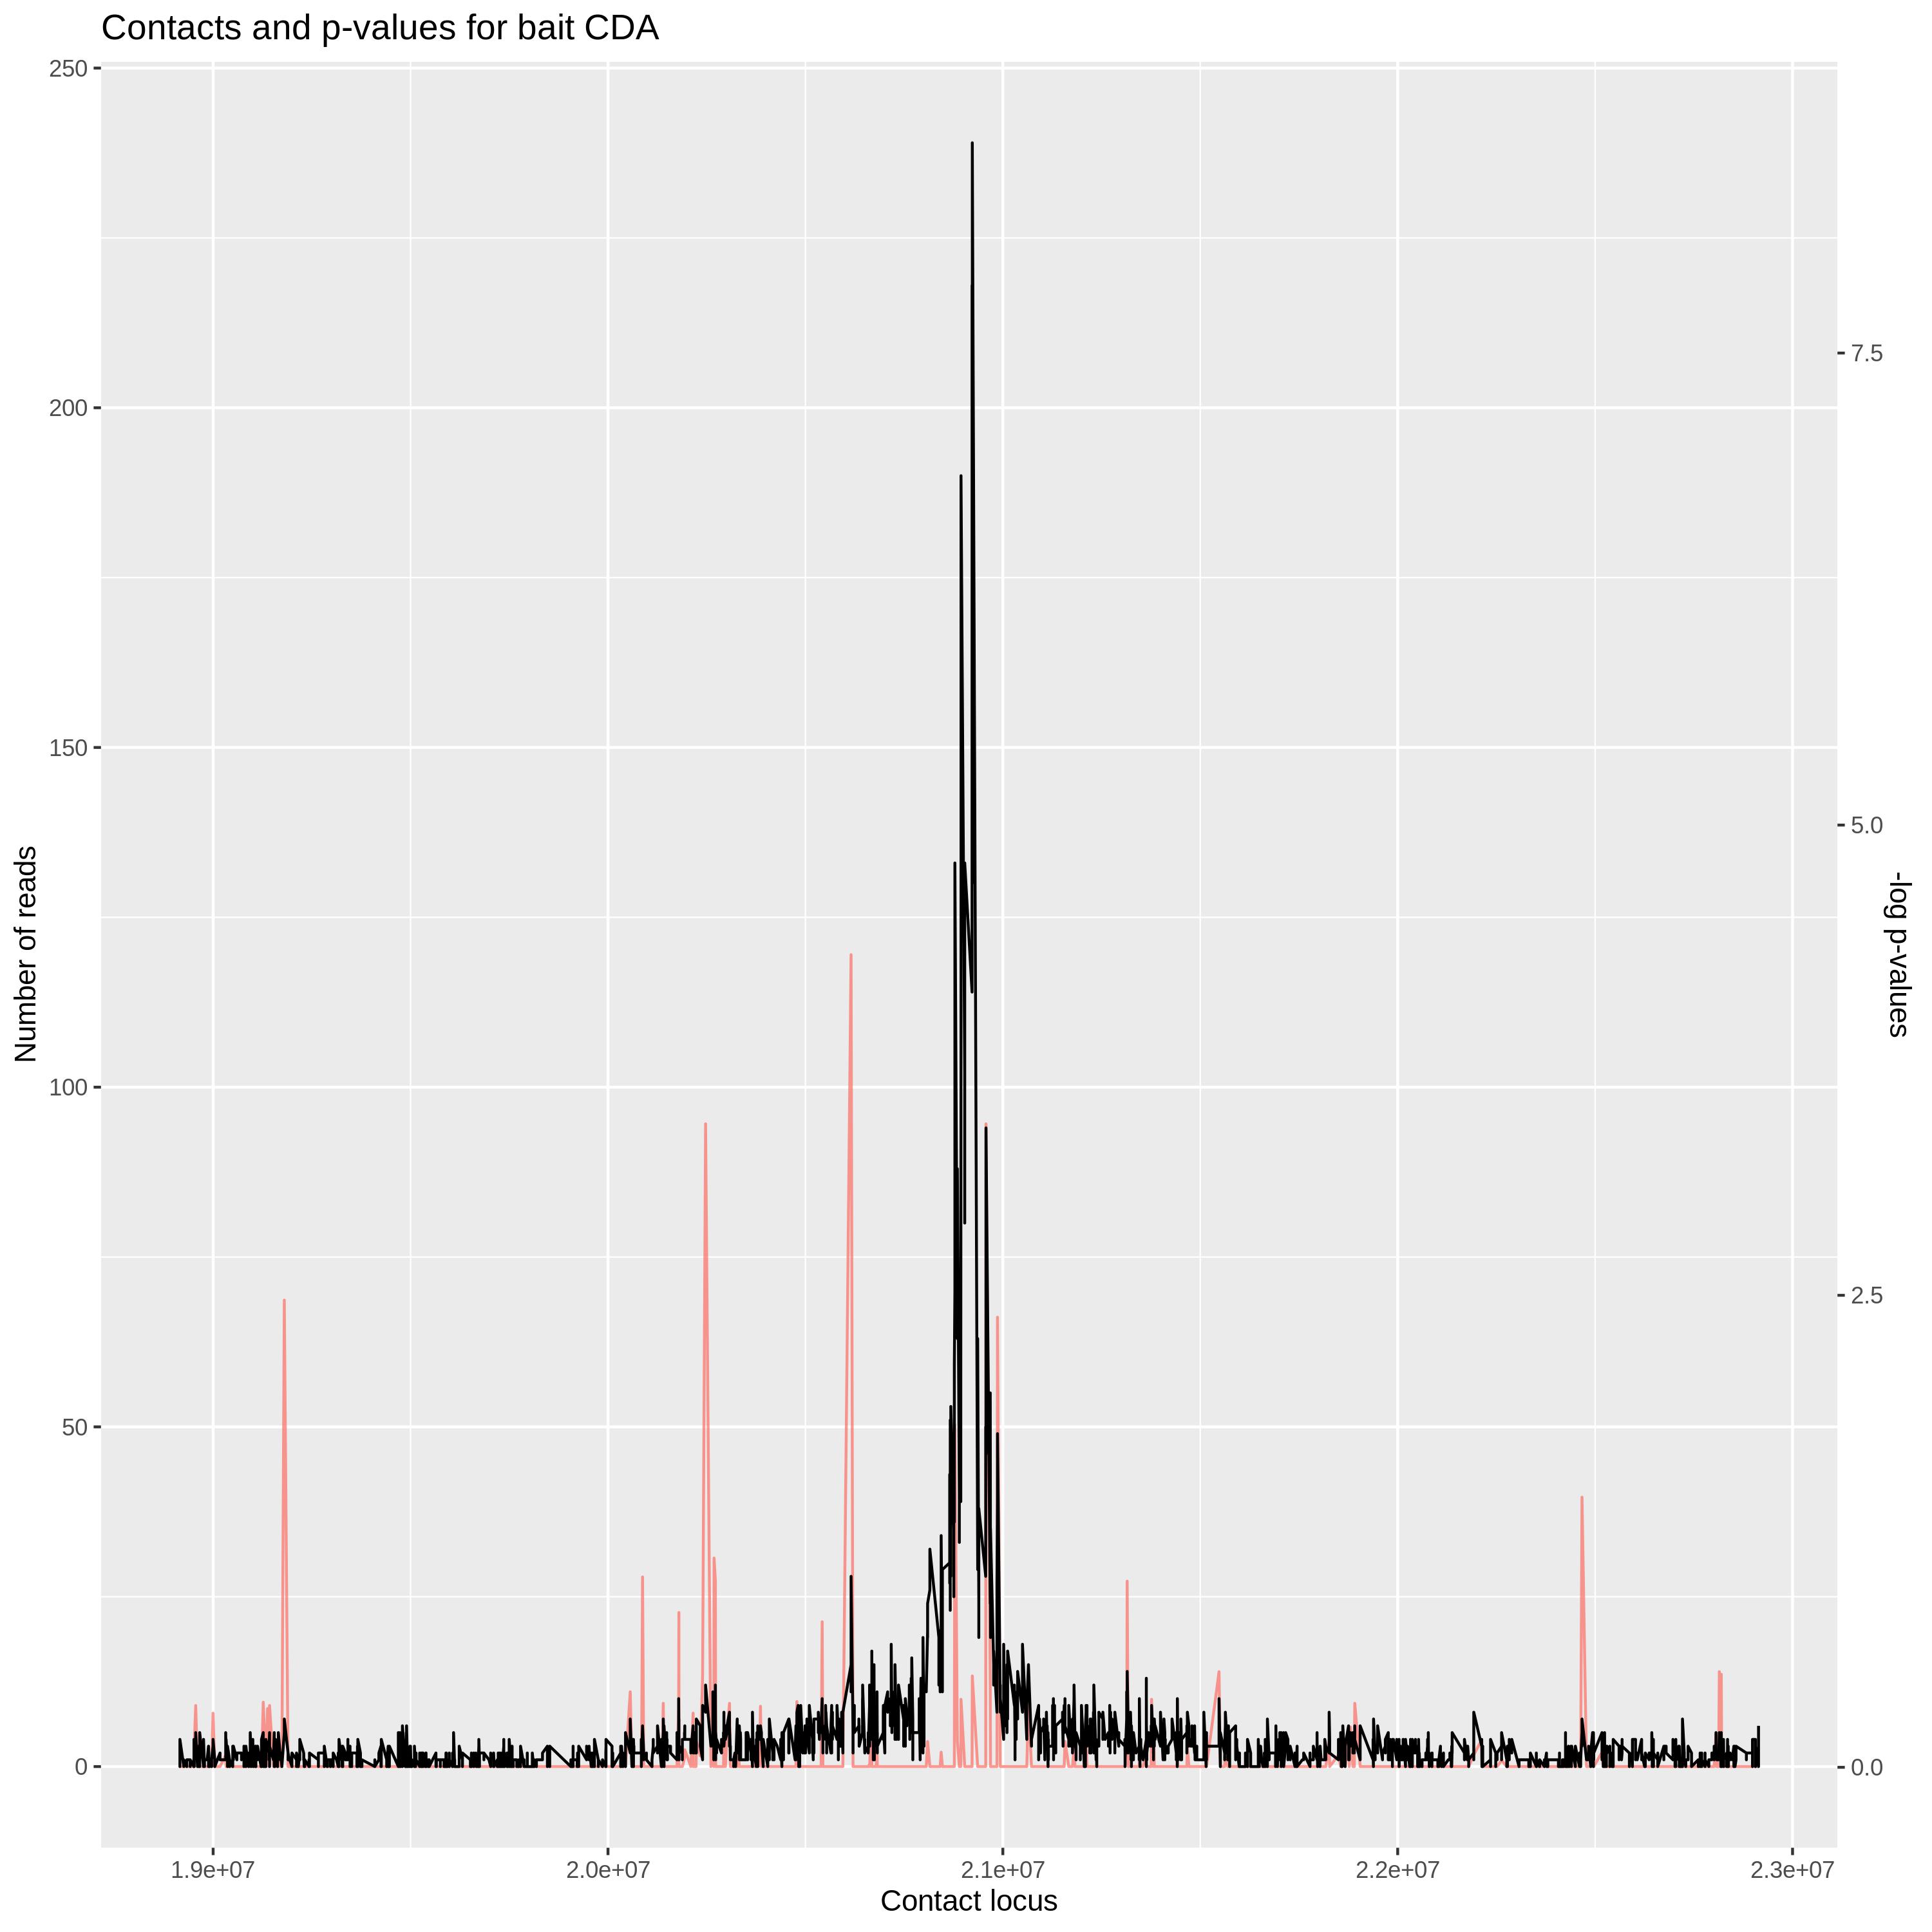 Contacts and p-values for bait CDA
250
200
150
100
50
0
Number of reads
7.5
5.0
2.5
0.0
-log p-values
1.9e+07
2.0e+07
2.1e+07
2.2e+07
2.3e+07
Contact locus